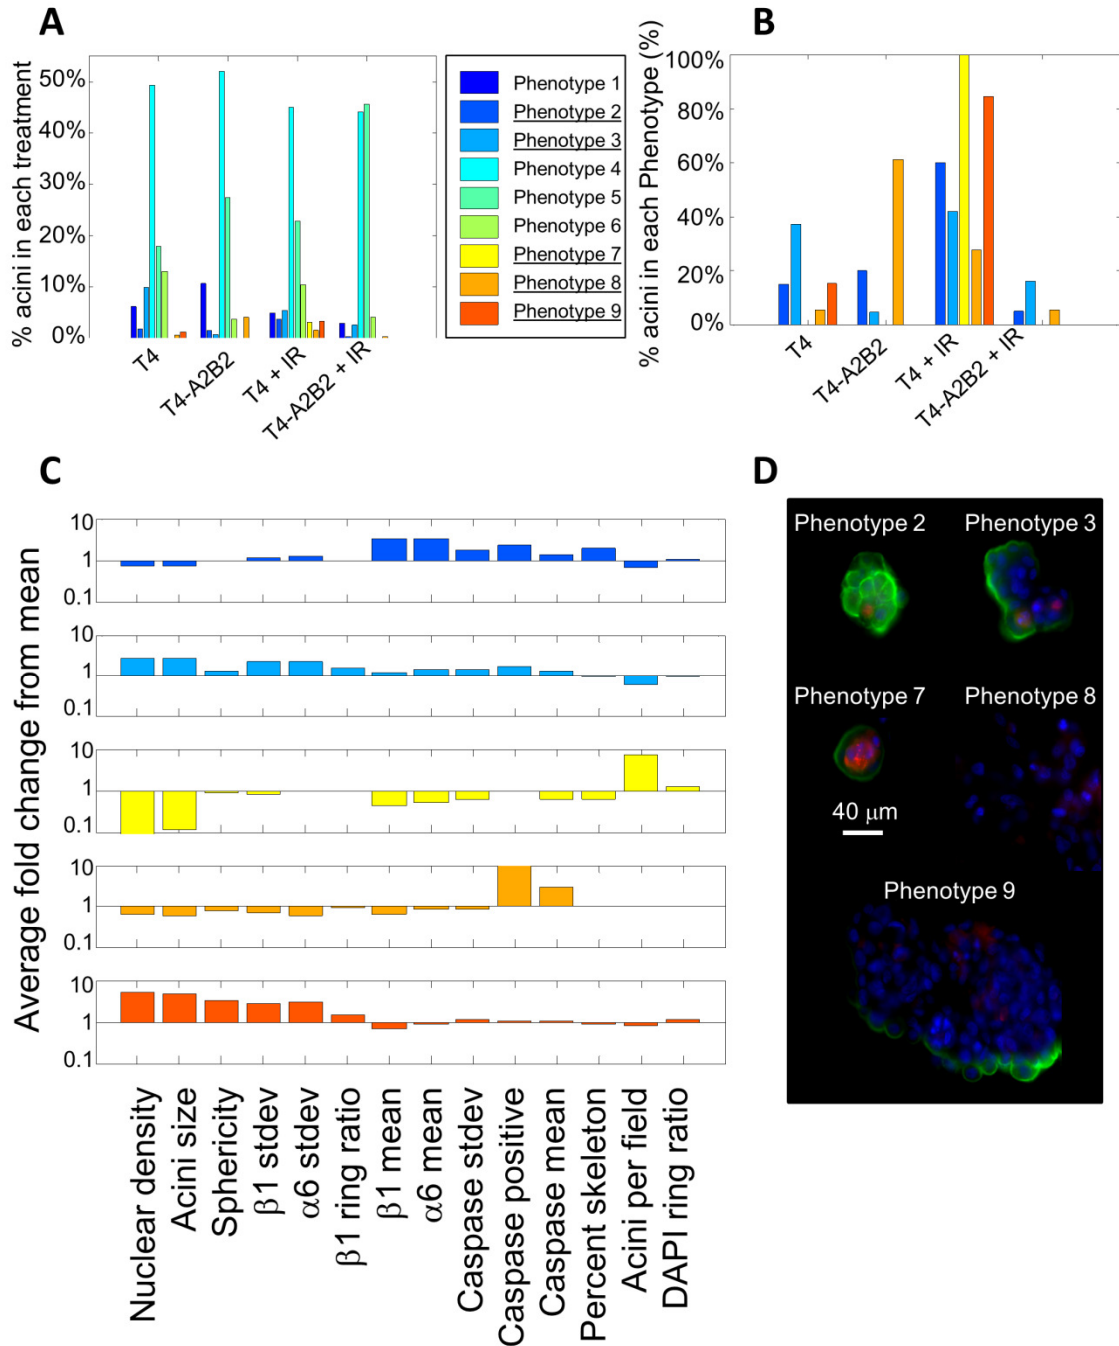 A
% acini in each treatment
50%
40%
30%
20%
10%
0%
T4
T4-A2B2
T4 + IR
T4-A2B2 + IR
Phenotype 1
Phenotype 2
Phenotype 3
Phenotype 4
Phenotype 5
Phenotype 6
Phenotype 7
Phenotype 8
Phenotype 9
B
% acini in each Phenotype (%)
100%
80%
60%
40%
20%
0%
T4
T4-A2B2
T4 + IR
T4-A2B2 + IR
C
Average fold change from mean
10
1
0.1
10
1
0.1
10
1
0.1
10
1
0.1
10
1
0.1
Nuclear density
Acini size
Sphericity
β1 stdev
α6 stdev
β1 ring ratio
β1 mean
α6 mean
Caspase stdev
Caspase positive
Caspase mean
Percent skeleton
Acini per field
DAPI ring ratio
D
Phenotype 2
Phenotype 3
Phenotype 7
Phenotype 8
40 μm
Phenotype 9